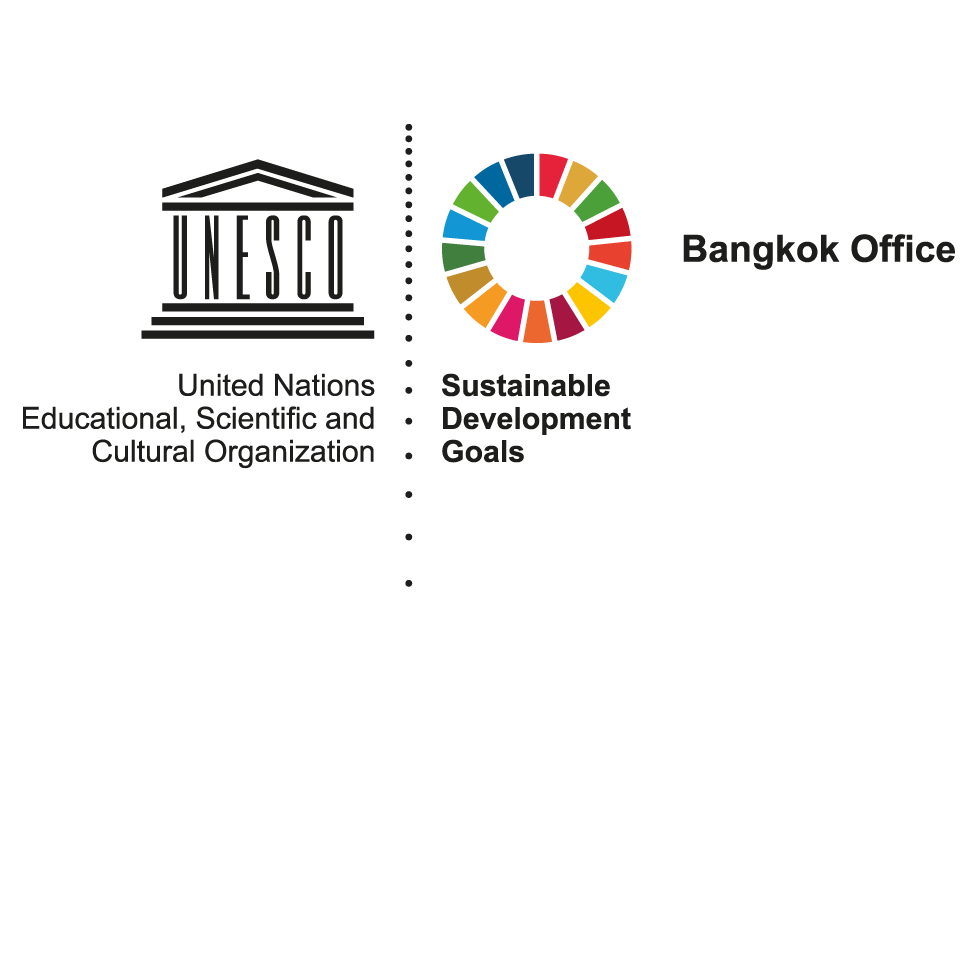 UNESCO
United Nations
Educational, Scientific and
Cultural Organization
Sustainable
Development
Goals
Bangkok Office